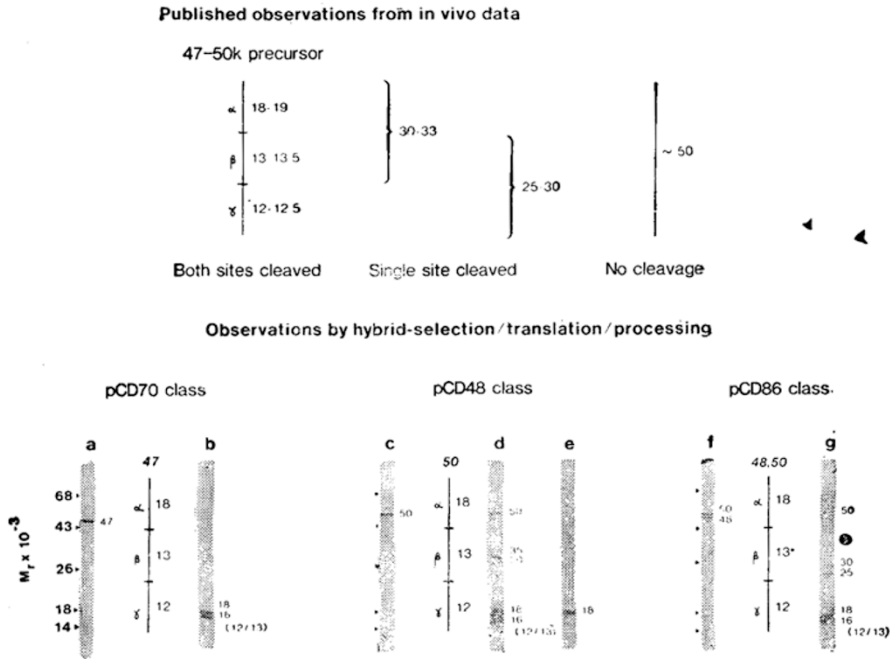 Published observations from in vivo data
47-50k precursor
α 18-19
β 13 13.5
γ 12-12.5
30-33
25-30
~ 50
Both sites cleaved
Single site cleaved
No cleavage
Observations by hybrid-selection/translation/processing
pCD70 class
pCD48 class
pCD86 class.
a b c d e f g
47 50 48,50
Mr x 10⁻³
68
43
26
18
14
47
α 18
β 13
γ 12
18
16
(12/13)
50
α 18
β 13
γ 12
50
18
16
(12/13)
18
50
48
α 18
β 13
γ 12
50
30
25
18
16
(12/13)